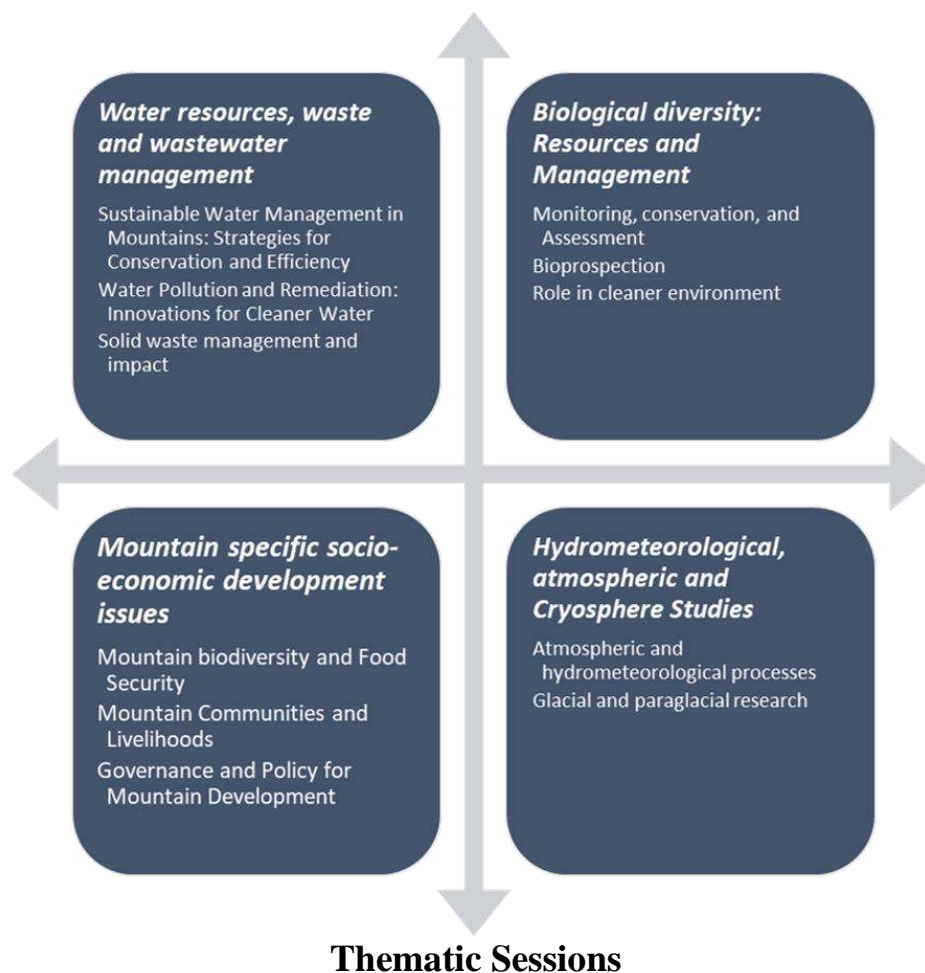 Water resources, waste
and wastewater
management
Sustainable Water Management in
Mountains: Strategies for
Conservation and Efficiency
Water Pollution and Remediation:
Innovations for Cleaner Water
Solid waste management and
impact
Biological diversity:
Resources and
Management
Monitoring, conservation, and
Assessment
Bioprospection
Role in cleaner environment
Mountain specific socio-
economic development
issues
Mountain biodiversity and Food
Security
Mountain Communities and
Livelihoods
Governance and Policy for
Mountain Development
Hydrometeorological,
atmospheric and
Cryosphere Studies
Atmospheric and
hydrometeorological processes
Glacial and paraglacial research
Thematic Sessions